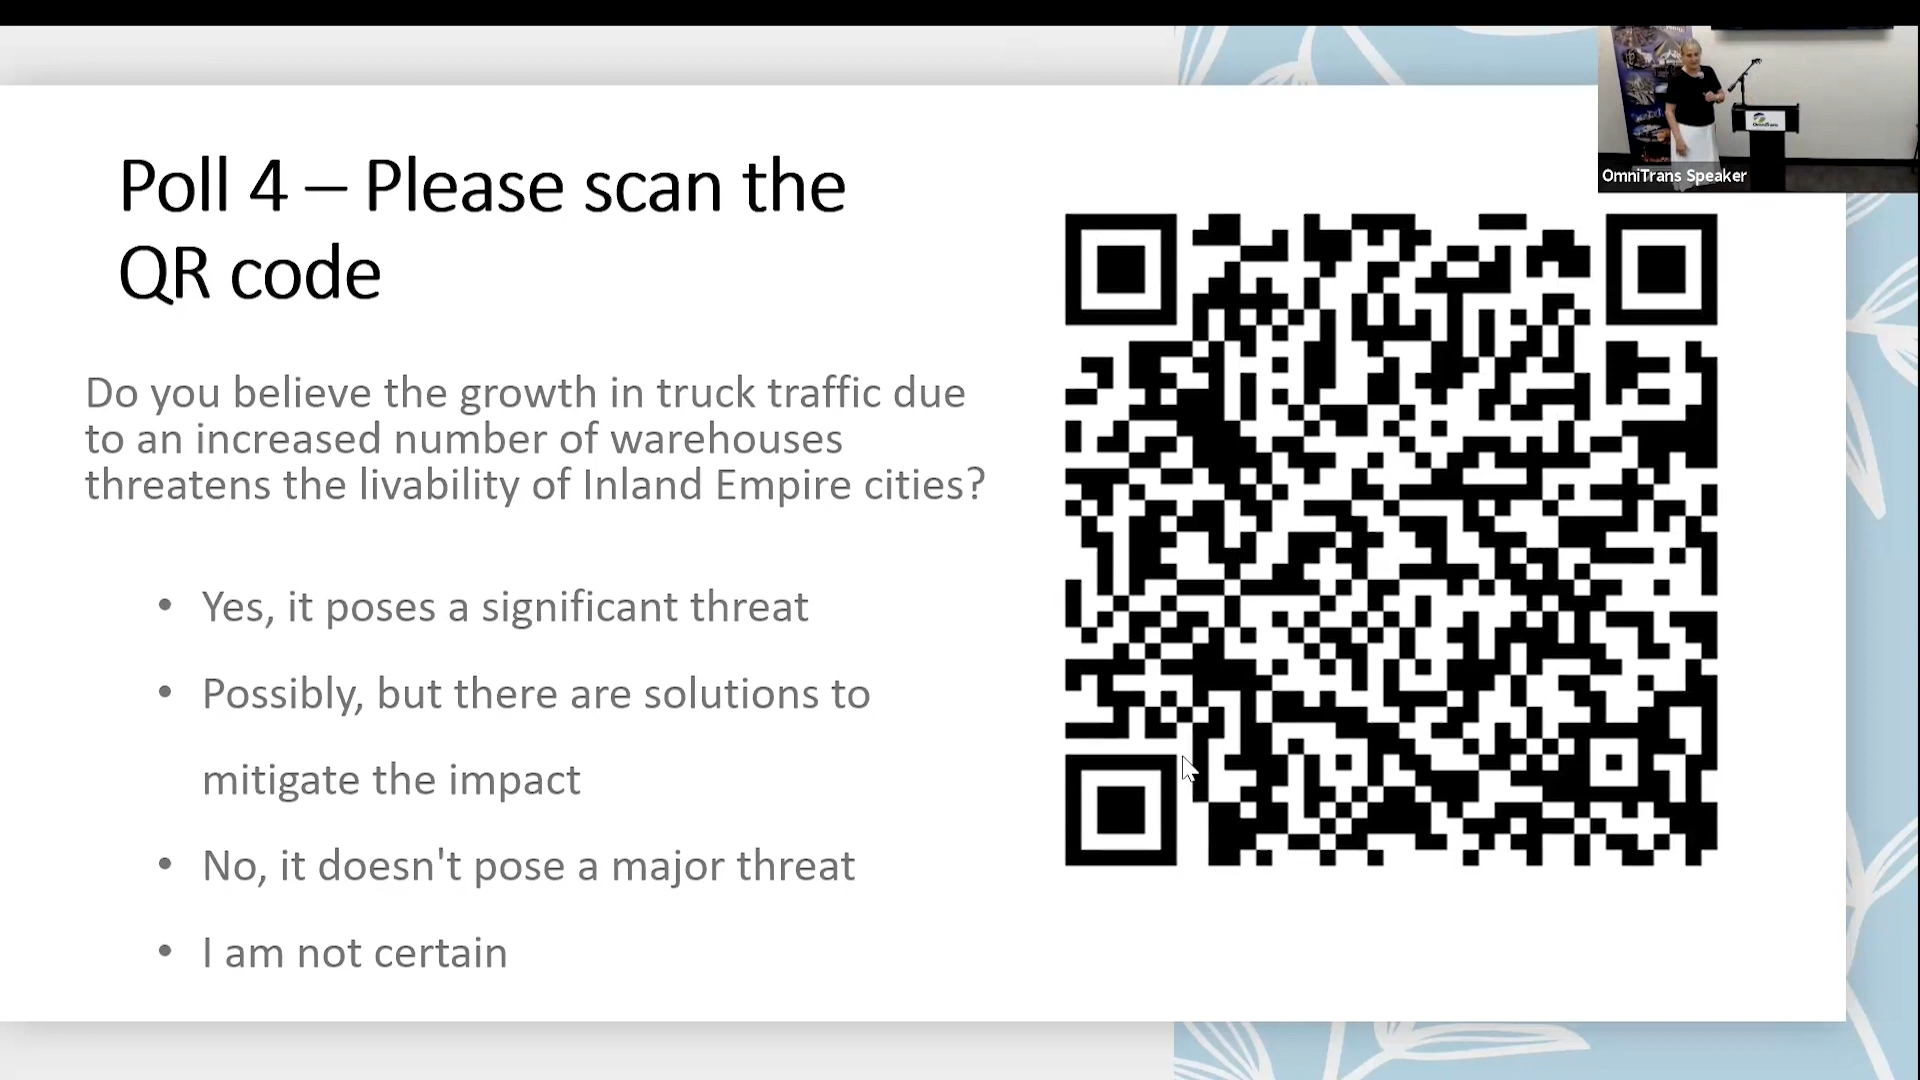 Poll 4 – Please scan the
QR code
Do you believe the growth in truck traffic due
to an increased number of warehouses
threatens the livability of Inland Empire cities?
• Yes, it poses a significant threat
• Possibly, but there are solutions to
mitigate the impact
• No, it doesn't pose a major threat
• I am not certain
OmniTrans
OmniTrans Speaker